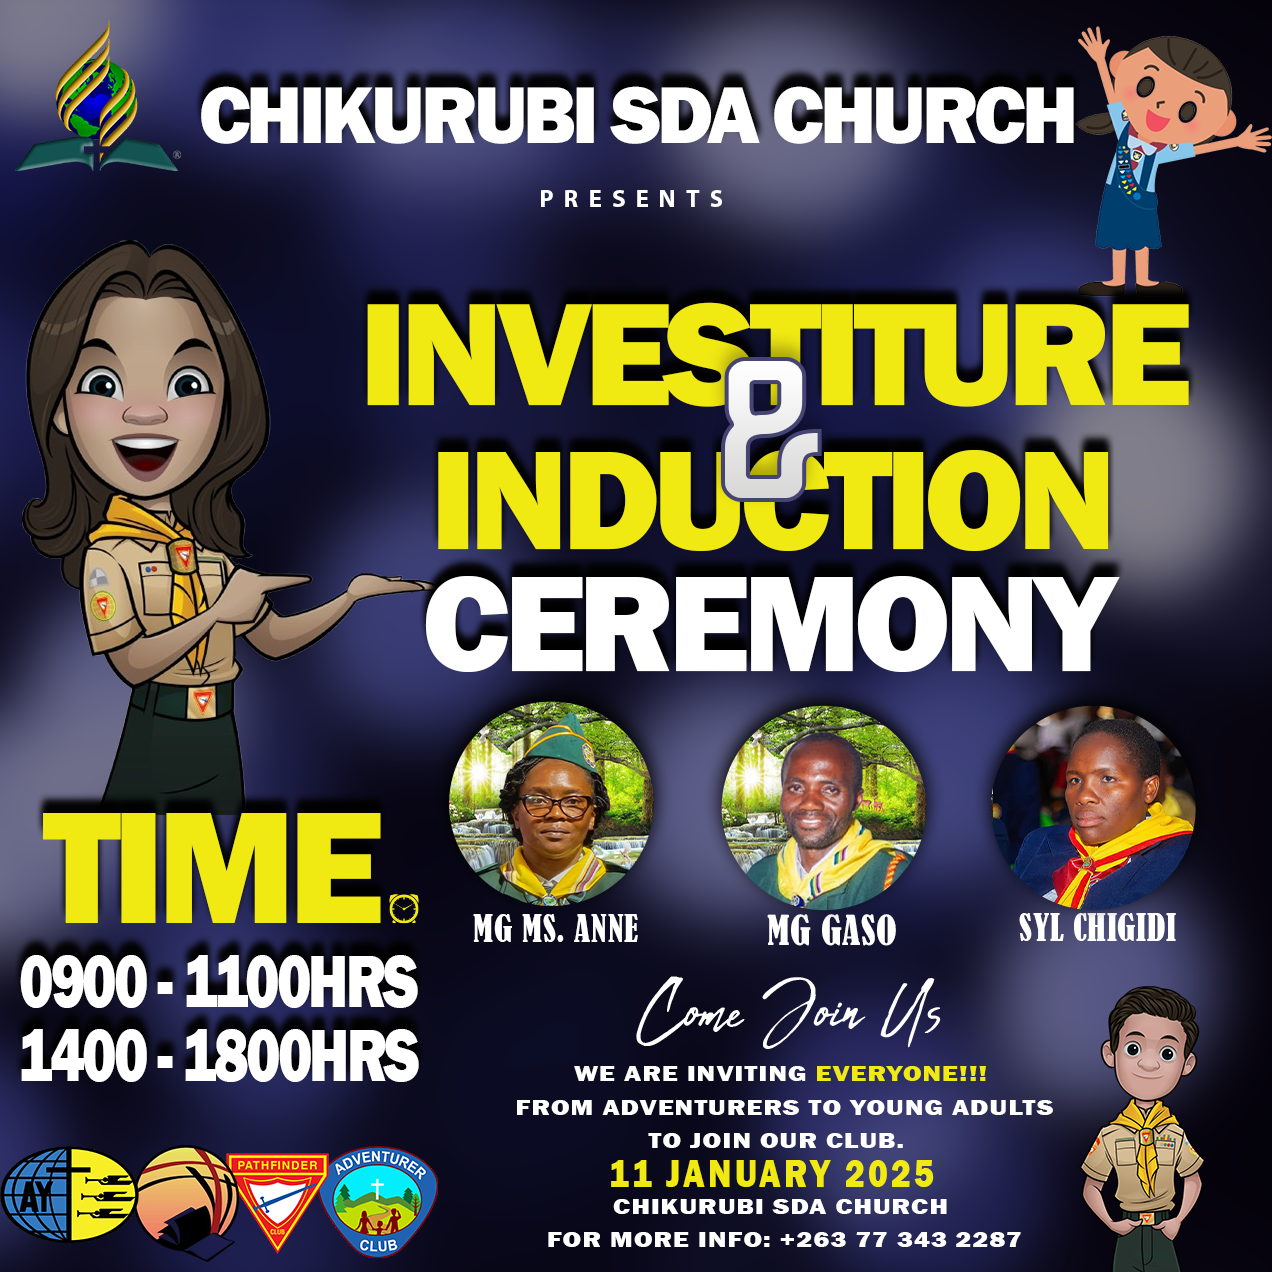 CHIKURUBI SDA CHURCH
PRESENTS
INVESTITURE
&
INDUCTION
CEREMONY
TIME
0900 - 1100HRS
1400 - 1800HRS
MG MS. ANNE
MG GASO
SYL CHIGIDI
Come Join Us
WE ARE INVITING EVERYONE!!!
FROM ADVENTURERS TO YOUNG ADULTS
TO JOIN OUR CLUB.
11 JANUARY 2025
CHIKURUBI SDA CHURCH
FOR MORE INFO: +263 77 343 2287
AY
PATHFINDER
CLUB
ADVENTURER
CLUB
®